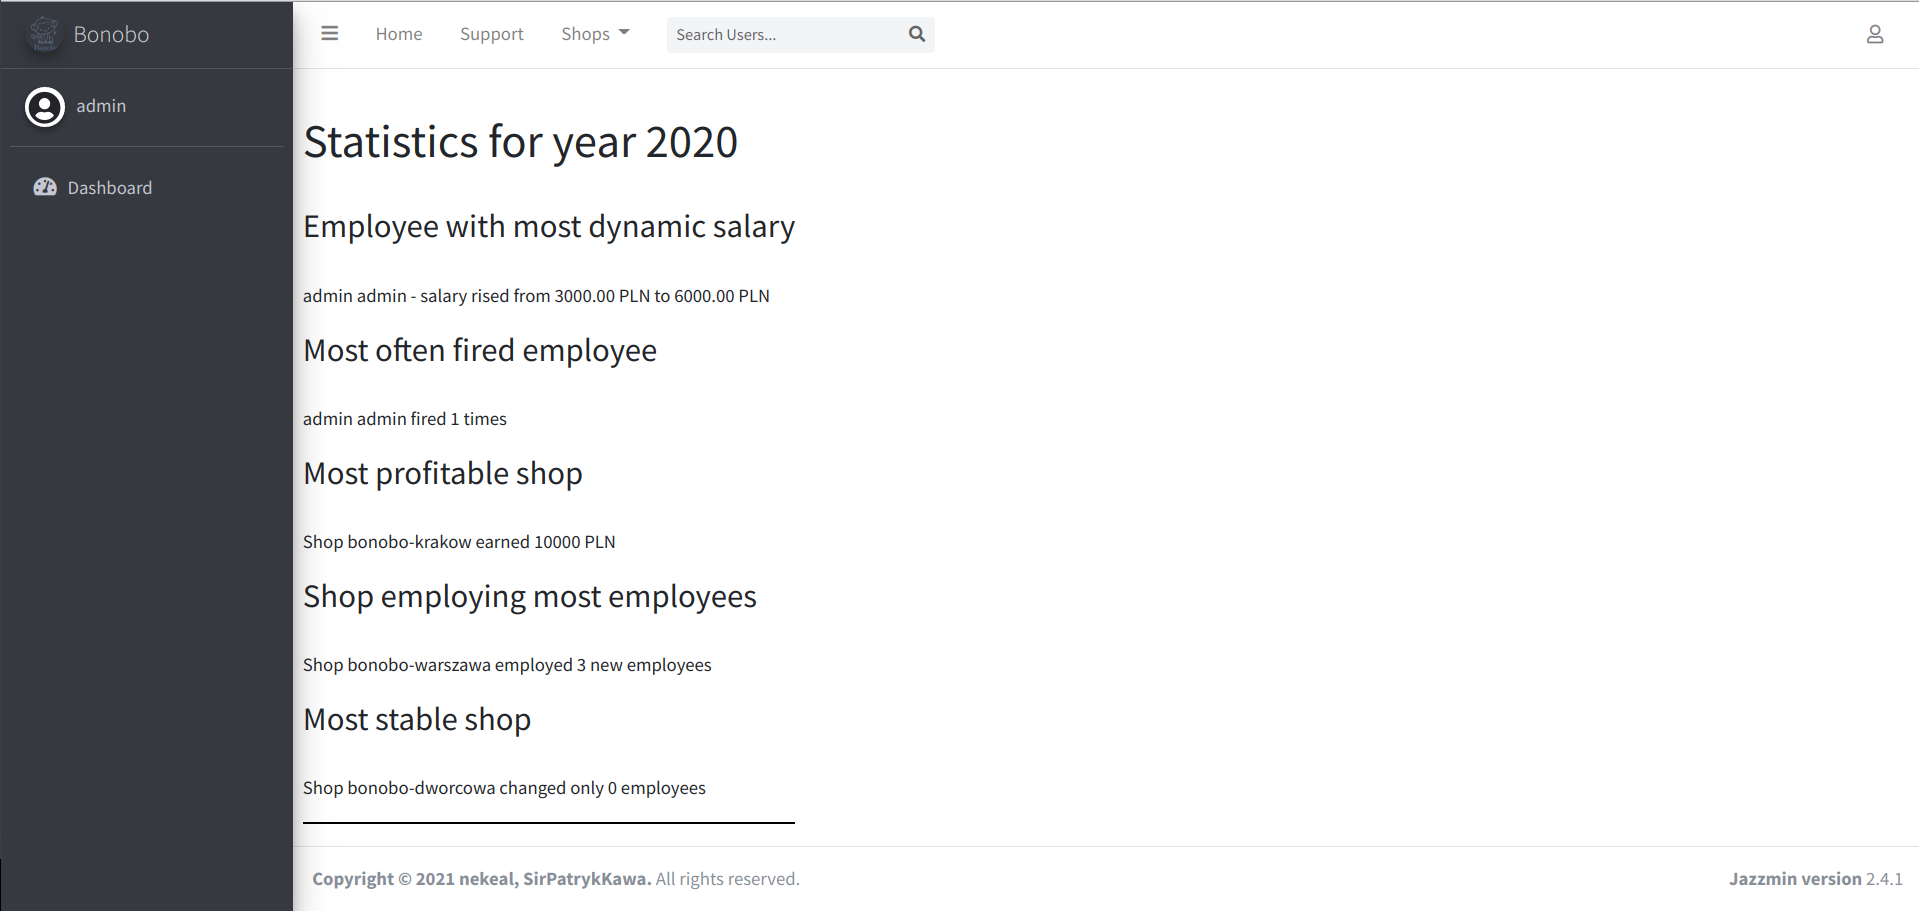 Bonobo
Home Support Shops Search Users...
admin
Dashboard
Statistics for year 2020
Employee with most dynamic salary
admin admin - salary rised from 3000.00 PLN to 6000.00 PLN
Most often fired employee
admin admin fired 1 times
Most profitable shop
Shop bonobo-krakow earned 10000 PLN
Shop employing most employees
Shop bonobo-warszawa employed 3 new employees
Most stable shop
Shop bonobo-dworcowa changed only 0 employees
Copyright © 2021 nekeal, SirPatrykKawa. All rights reserved.
Jazzmin version 2.4.1